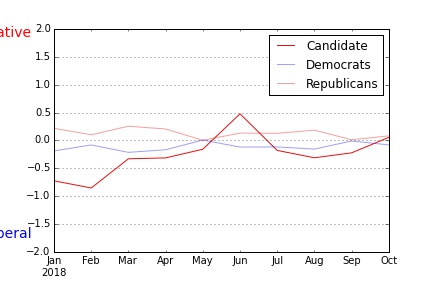 2.0
ative
Candidate
1.5
Democrats
Republicans
1.0
0.5
0.0
−0.5
−1.0
−1.5
beral
−2.0
Jan Feb Mar Apr May Jun Jul Aug Sep Oct
2018